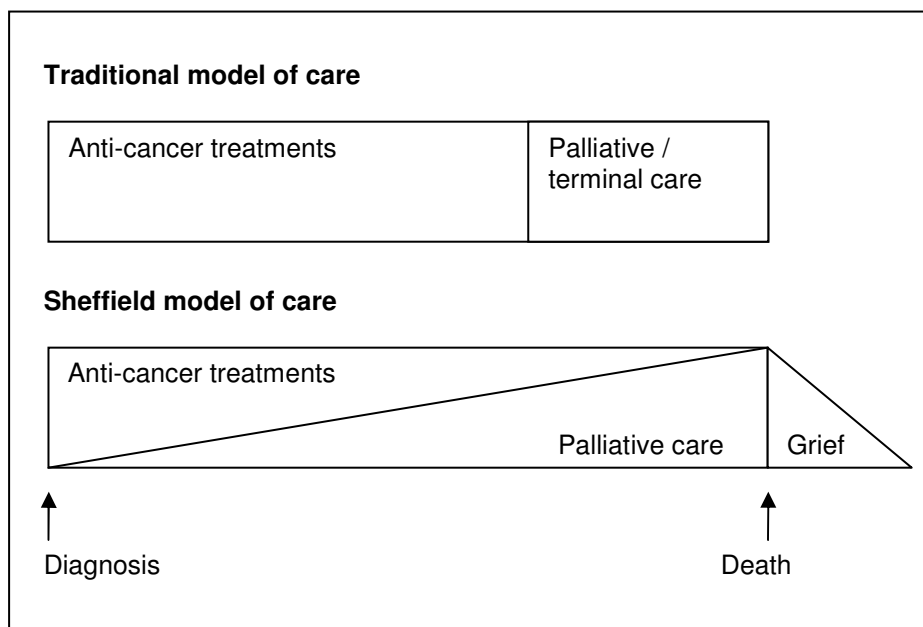 Traditional model of care
Anti-cancer treatments
Palliative /
terminal care
Sheffield model of care
Anti-cancer treatments
Palliative care
Grief
Diagnosis
Death